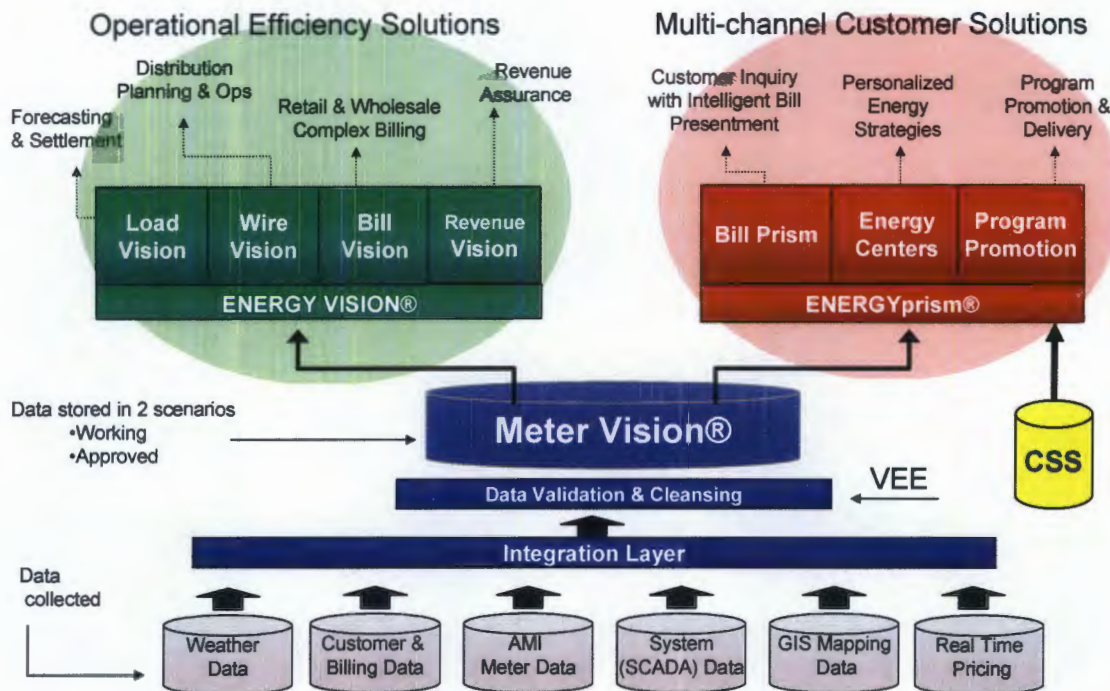 Operational Efficiency Solutions
Multi-channel Customer Solutions
Forecasting
& Settlement
Distribution
Planning & Ops
Retail & Wholesale
Complex Billing
Revenue
Assurance
Customer Inquiry
with Intelligent Bill
Presentment
Personalized
Energy
Strategies
Program
Promotion &
Delivery
Load
Vision
Wire
Vision
Bill
Vision
Revenue
Vision
ENERGY VISION®
Bill Prism
Energy
Centers
Program
Promotion
ENERGYprism®
Data stored in 2 scenarios
•Working
•Approved
Meter Vision®
CSS
Data Validation & Cleansing
VEE
Integration Layer
Data
collected
Weather
Data
Customer &
Billing Data
AMI
Meter Data
System
(SCADA) Data
GIS Mapping
Data
Real Time
Pricing